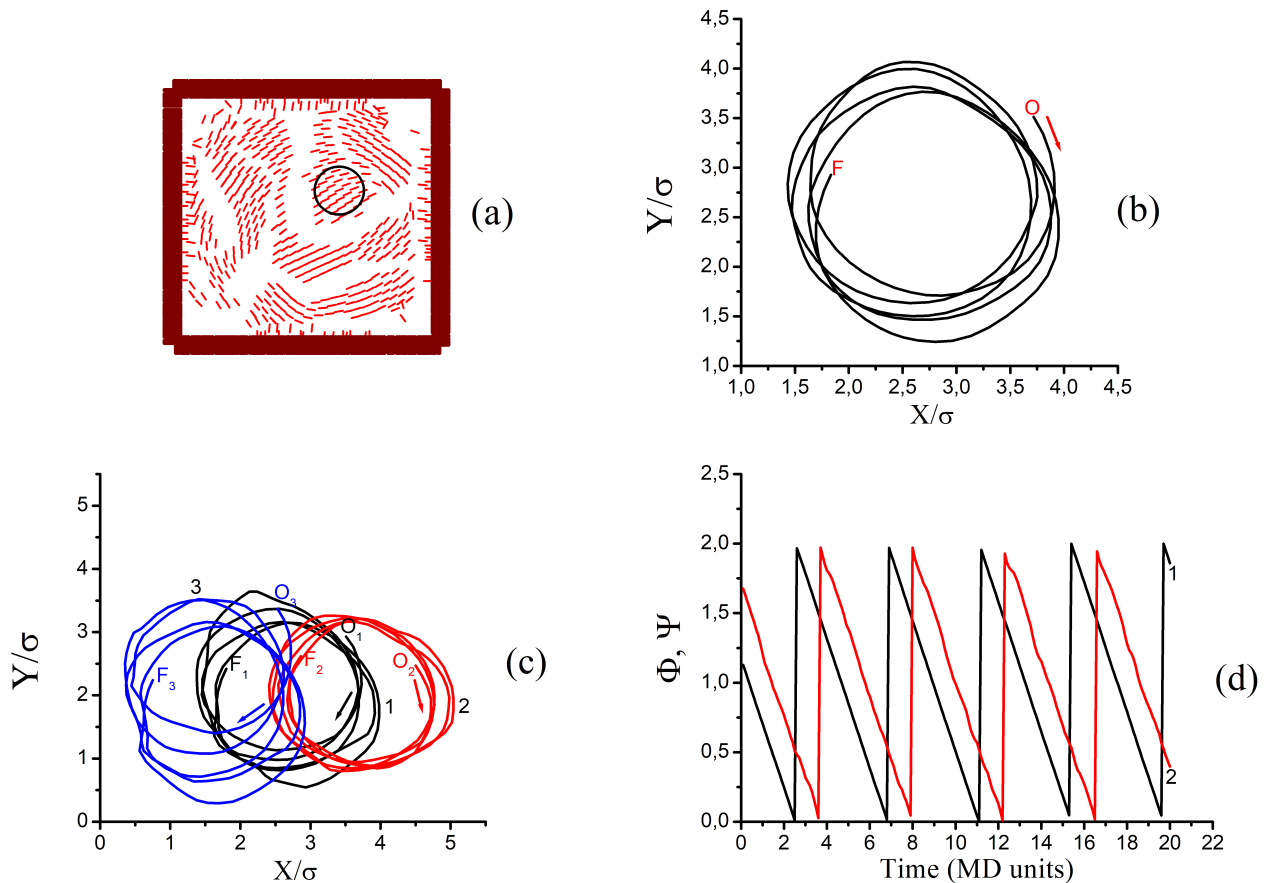 (a)
4,5
4,0
3,5
3,0
2,5
2,0
1,5
1,0
Y/σ
O
F
(b)
1,0 1,5 2,0 2,5 3,0 3,5 4,0 4,5
X/σ
5
4
3
2
1
0
Y/σ
3
O3
O1
F3
F1
F2
O2
1
2
(c)
0 1 2 3 4 5
X/σ
2,5
2,0
1,5
1,0
0,5
0,0
Φ, Ψ
1
2
(d)
0 2 4 6 8 10 12 14 16 18 20 22
Time (MD units)